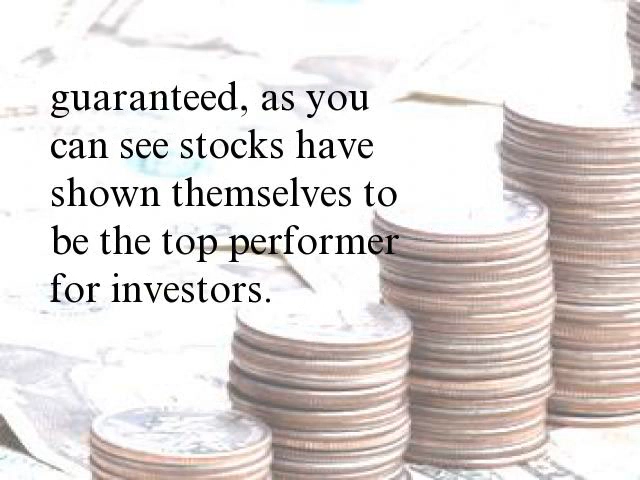 guaranteed, as you
can see stocks have
shown themselves to
be the top performer
for investors.